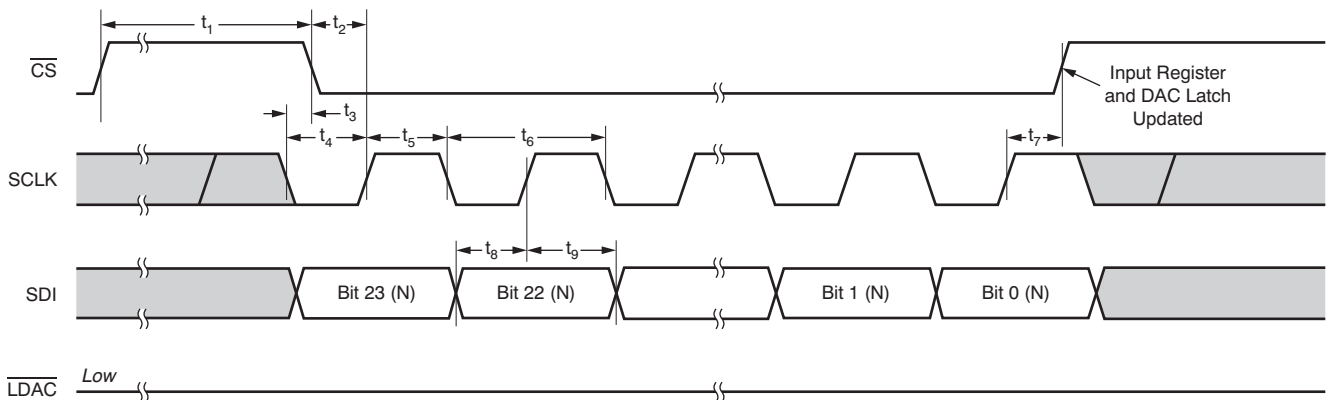 t1
t2
CS
Input Register
and DAC Latch
Updated
t3
t4
t5
t6
t7
SCLK
t8
t9
SDI
Bit 23 (N)
Bit 22 (N)
Bit 1 (N)
Bit 0 (N)
Low
LDAC